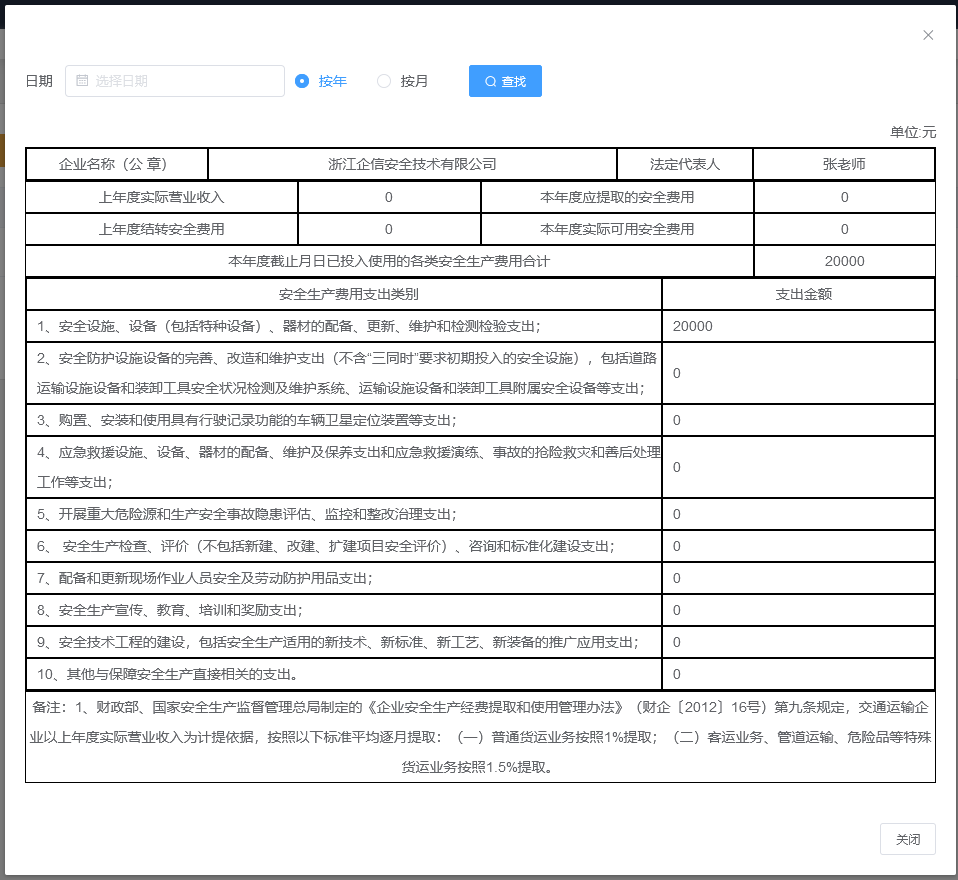 日期 选择日期 按年 按月 查找
单位:元
企业名称（公 章） 浙江企信安全技术有限公司 法定代表人 张老师
上年度实际营业收入 0 本年度应提取的安全费用 0
上年度结转安全费用 0 本年度实际可用安全费用 0
本年度截止月日已投入使用的各类安全生产费用合计 20000
安全生产费用支出类别 支出金额
1、安全设施、设备（包括特种设备）、器材的配备、更新、维护和检测检验支出； 20000
2、安全防护设施设备的完善、改造和维护支出（不含“三同时”要求初期投入的安全设施），包括道路
运输设施设备和装卸工具安全状况检测及维护系统、运输设施设备和装卸工具附属安全设备等支出； 0
3、购置、安装和使用具有行驶记录功能的车辆卫星定位装置等支出； 0
4、应急救援设施、设备、器材的配备、维护及保养支出和应急救援演练、事故的抢险救灾和善后处理
工作等支出； 0
5、开展重大危险源和生产安全事故隐患评估、监控和整改治理支出； 0
6、 安全生产检查、评价（不包括新建、改建、扩建项目安全评价）、咨询和标准化建设支出； 0
7、配备和更新现场作业人员安全及劳动防护用品支出； 0
8、安全生产宣传、教育、培训和奖励支出； 0
9、安全技术工程的建设，包括安全生产适用的新技术、新标准、新工艺、新装备的推广应用支出； 0
10、其他与保障安全生产直接相关的支出。 0
备注：1、财政部、国家安全生产监督管理总局制定的《企业安全生产经费提取和使用管理办法》（财企〔2012〕16号）第九条规定，交通运输企
业以上年度实际营业收入为计提依据，按照以下标准平均逐月提取：（一）普通货运业务按照1%提取；（二）客运业务、管道运输、危险品等特殊
货运业务按照1.5%提取。
关闭